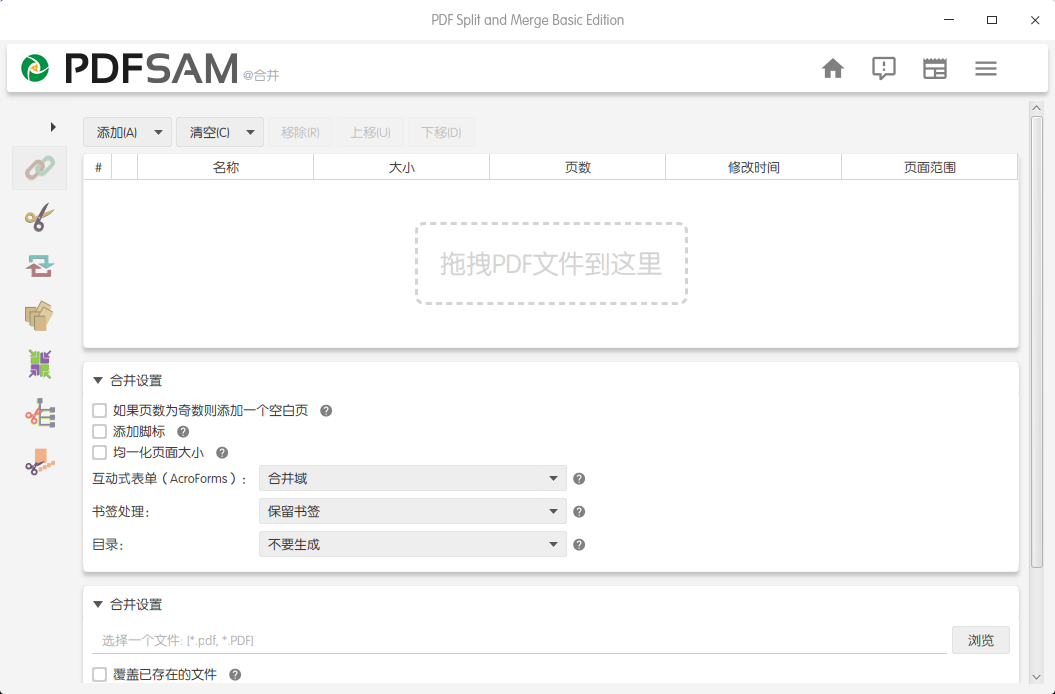 PDF Split and Merge Basic Edition
PDFSAM @合并
添加(A) 清空(C) 移除(R) 上移(U) 下移(D)
# 名称 大小 页数 修改时间 页面范围
拖拽PDF文件到这里
合并设置
如果页数为奇数则添加一个空白页
添加脚标
均一化页面大小
互动式表单（AcroForms）: 合并域
书签处理: 保留书签
目录: 不要生成
合并设置
选择一个文件: (*.pdf, *.PDF) 浏览
覆盖已存在的文件